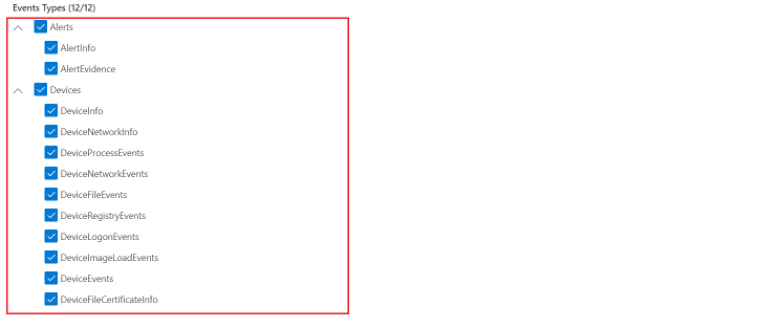 Events Types (12/12)
Alerts
AlertInfo
AlertEvidence
Devices
DeviceInfo
DeviceNetworkInfo
DeviceProcessEvents
DeviceNetworkEvents
DeviceFileEvents
DeviceRegistryEvents
DeviceLogonEvents
DeviceImageLoadEvents
DeviceEvents
DeviceFileCertificateInfo